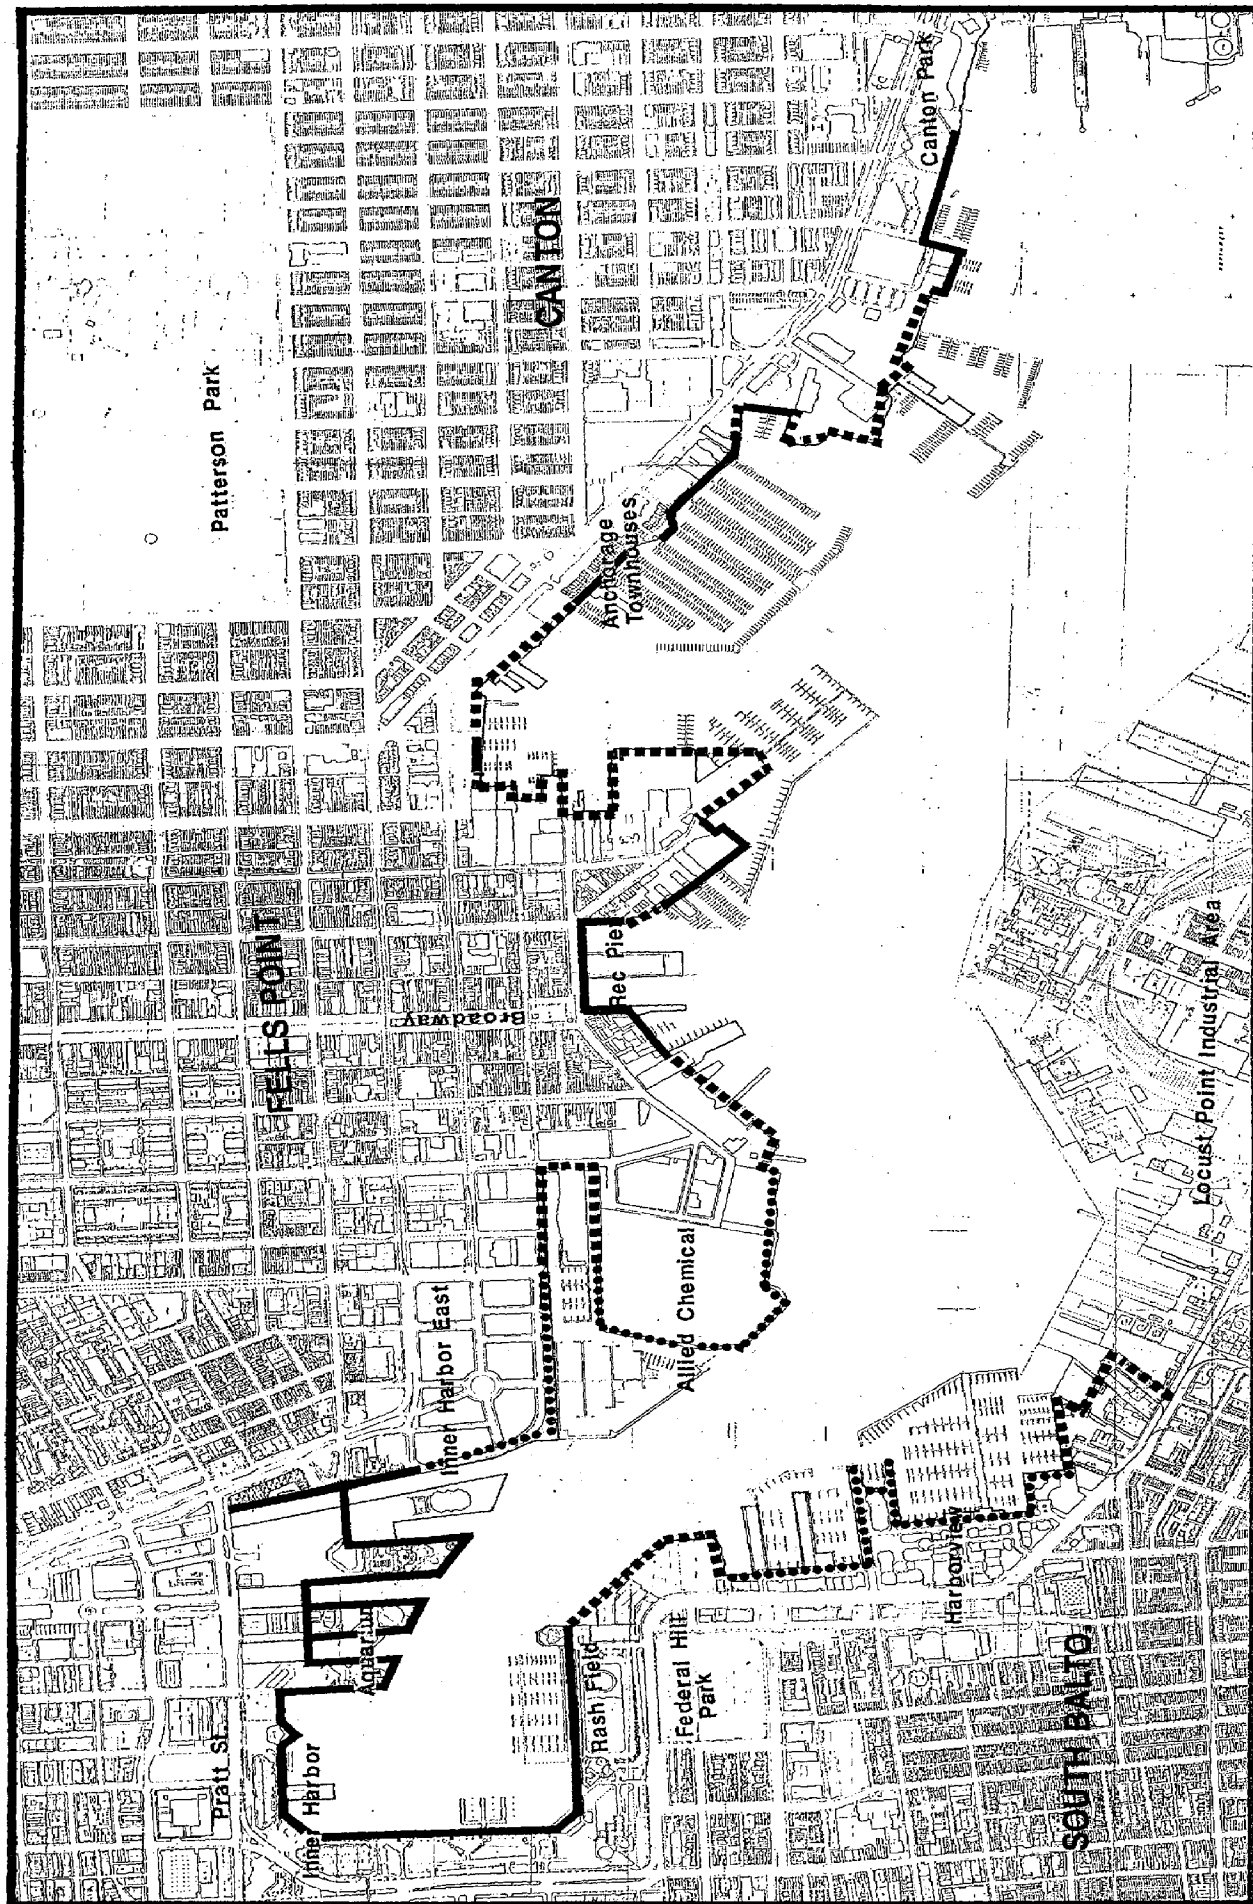 Patterson Park
Canton Park
CANTON
Anchorage
Townhouses
FELLS POINT
Broadway
Rec Pier
Locust Point Industrial Area
Allied Chemical
Inner Harbor East
Pratt St.
Inner Harbor
Aquarium
Rash Field
Federal Hill
Park
Harborview
SOUTH BALTO.